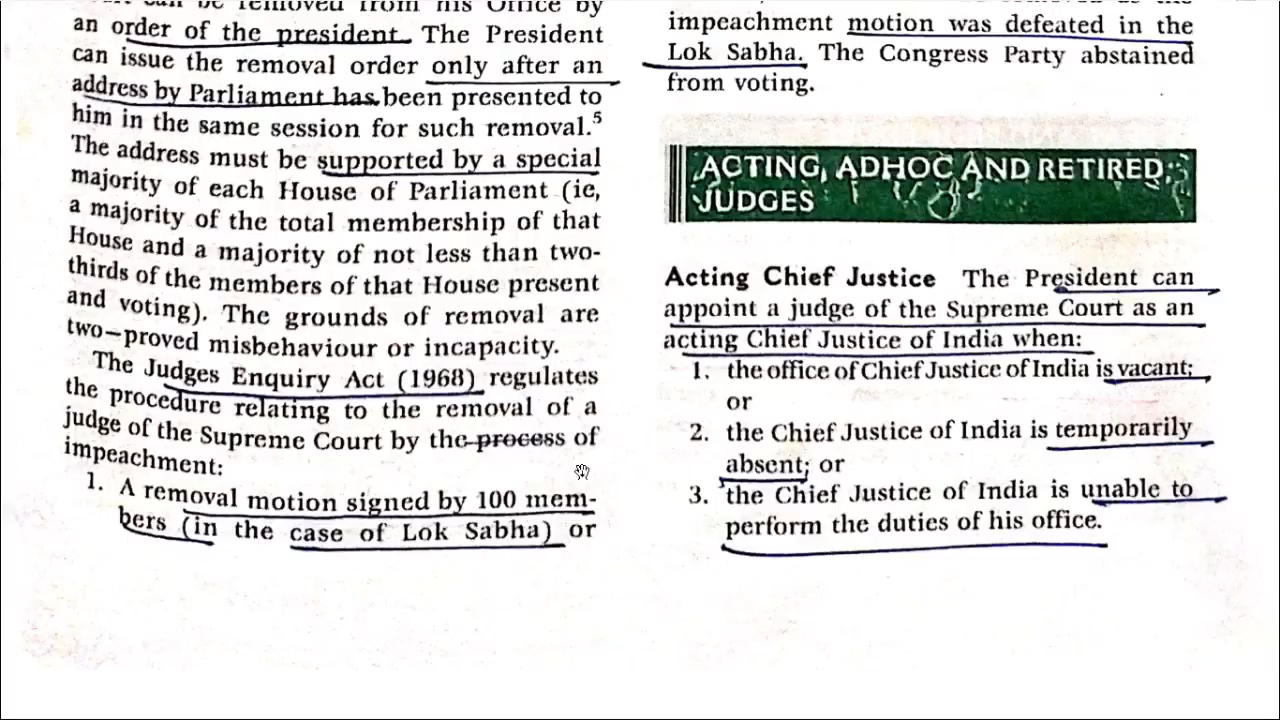 an order of the president. The President
can issue the removal order only after an
address by Parliament has been presented to
him in the same session for such removal.5
The address must be supported by a special
majority of each House of Parliament (ie,
a majority of the total membership of that
House and a majority of not less than two-
thirds of the members of that House present
and voting). The grounds of removal are
two—proved misbehaviour or incapacity.
The Judges Enquiry Act (1968) regulates
the procedure relating to the removal of a
judge of the Supreme Court by the process of
impeachment:
1. A removal motion signed by 100 mem-
bers (in the case of Lok Sabha) or
impeachment motion was defeated in the
Lok Sabha. The Congress Party abstained
from voting.
ACTING, ADHOC AND RETIRED
JUDGES
Acting Chief Justice The President can
appoint a judge of the Supreme Court as an
acting Chief Justice of India when:
1. the office of Chief Justice of India is vacant;
or
2. the Chief Justice of India is temporarily
absent; or
3. the Chief Justice of India is unable to
perform the duties of his office.